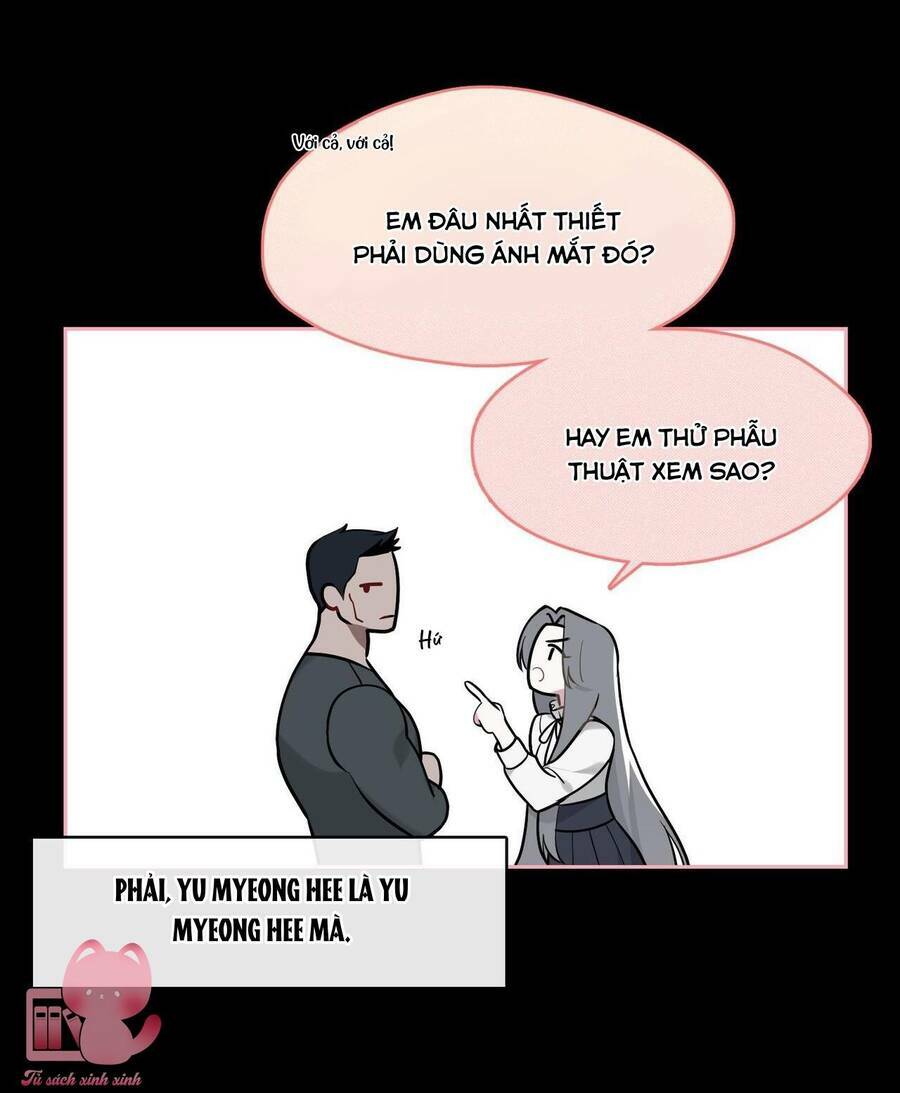 Với cả, với cả!
EM ĐÂU NHẤT THIẾT
PHẢI DÙNG ÁNH MẮT ĐÓ?
HAY EM THỬ PHẪU
THUẬT XEM SAO?
Hứ
PHẢI, YU MYEONG HEE LÀ YU
MYEONG HEE MÀ.
Tủ sách xinh xinh